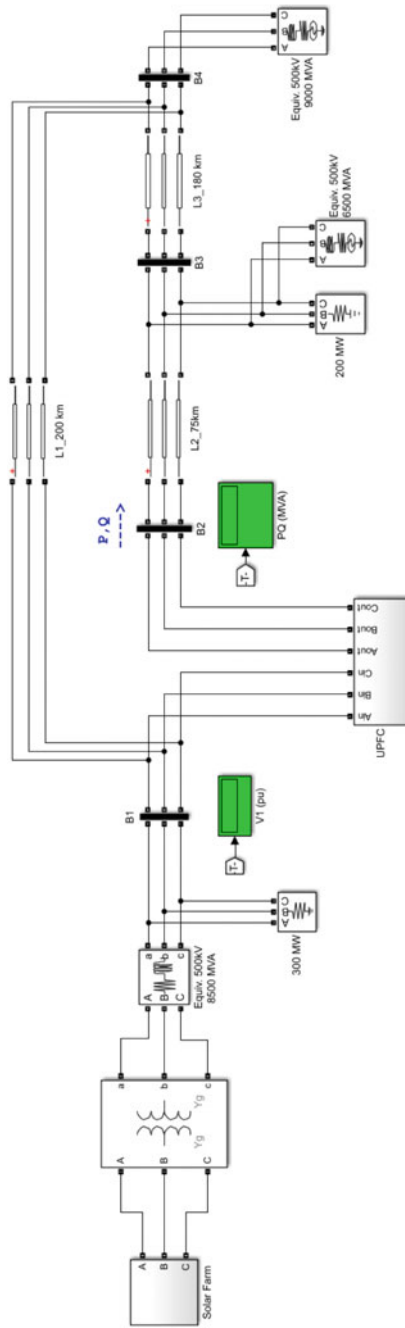 Solar Farm
A
B
C
A
B
C
a
b
c
Yg
Yg
A
B
C
a
b
c
Equiv. 500kV
8500 MVA
A
B
C
300 MW
B1
-T-
V1 (pu)
L1_200 km
+
UPFC
Ain
Bin
Cin
Aout
Bout
Cout
P,Q
---->
B2
-T-
PQ (MVA)
L2_75km
+
B3
A
B
C
200 MW
A
B
C
Equiv. 500kV
6500 MVA
L3_180 km
+
B4
A
B
C
Equiv. 500kV
9000 MVA